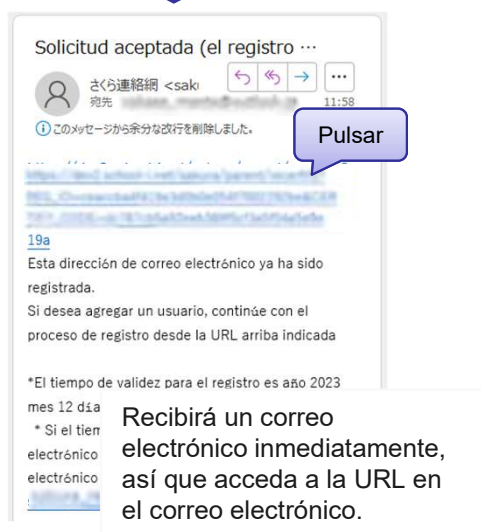 Solicitud aceptada (el registro ⋯
さくら連絡網 <saku
宛先
11:58
このメッセージから余分な改行を削除しました。
Pulsar
19a
Esta dirección de correo electrónico ya ha sido
registrada.
Si desea agregar un usuario, continúe con el
proceso de registro desde la URL arriba indicada
*El tiempo de validez para el registro es año 2023
mes 12 día
* Si el tiem
electrónico
electrónico
Recibirá un correo
electrónico inmediatamente,
así que acceda a la URL en
el correo electrónico.